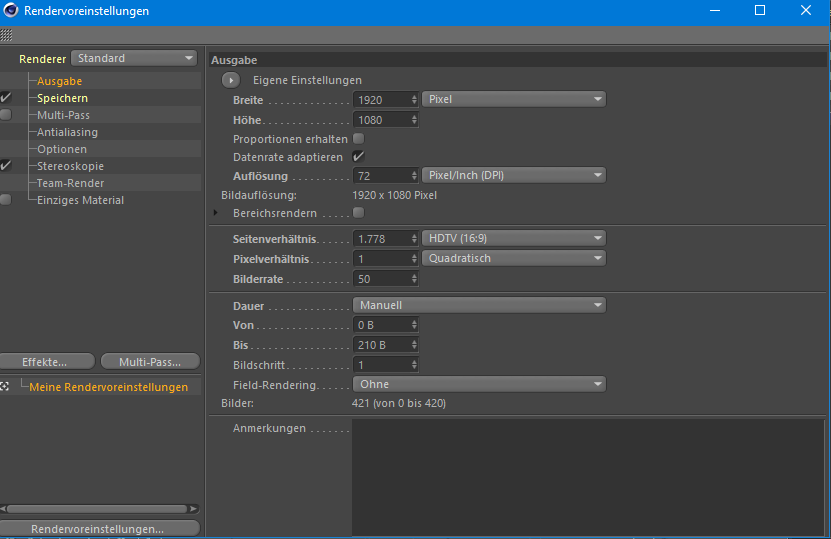 Rendervoreinstellungen
Renderer Standard
Ausgabe
Speichern
Multi-Pass
Antialiasing
Optionen
Stereoskopie
Team-Render
Einziges Material
Effekte... Multi-Pass...
Meine Rendervoreinstellungen
Rendervoreinstellungen...
Ausgabe
Eigene Einstellungen
Breite . . . . . . . . . . . . 1920 Pixel
Höhe. . . . . . . . . . . . . 1080
Proportionen erhalten
Datenrate adaptieren
Auflösung . . . . . . . . . 72 Pixel/Inch (DPI)
Bildauflösung: 1920 x 1080 Pixel
Bereichsrendern . . . . .
Seitenverhältnis. . . . . 1.778 HDTV (16:9)
Pixelverhältnis. . . . . . 1 Quadratisch
Bilderrate . . . . . . . . . 50
Dauer . . . . . . . . . . . . Manuell
Von . . . . . . . . . . . . . 0 B
Bis . . . . . . . . . . . . . . 210 B
Bildschritt . . . . . . . . . 1
Field-Rendering. . . . . Ohne
Bilder: 421 (von 0 bis 420)
Anmerkungen . . . . . .